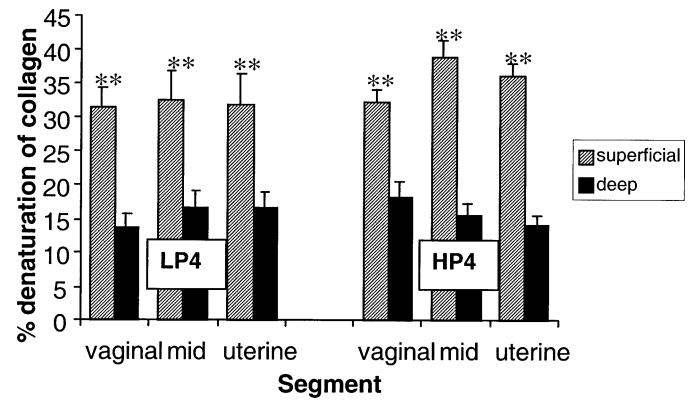 % denaturation of collagen
45
40
35
30
25
20
15
10
5
0
** ** ** ** ** **
LP4 HP4
superficial
deep
vaginal mid uterine vaginal mid uterine
Segment